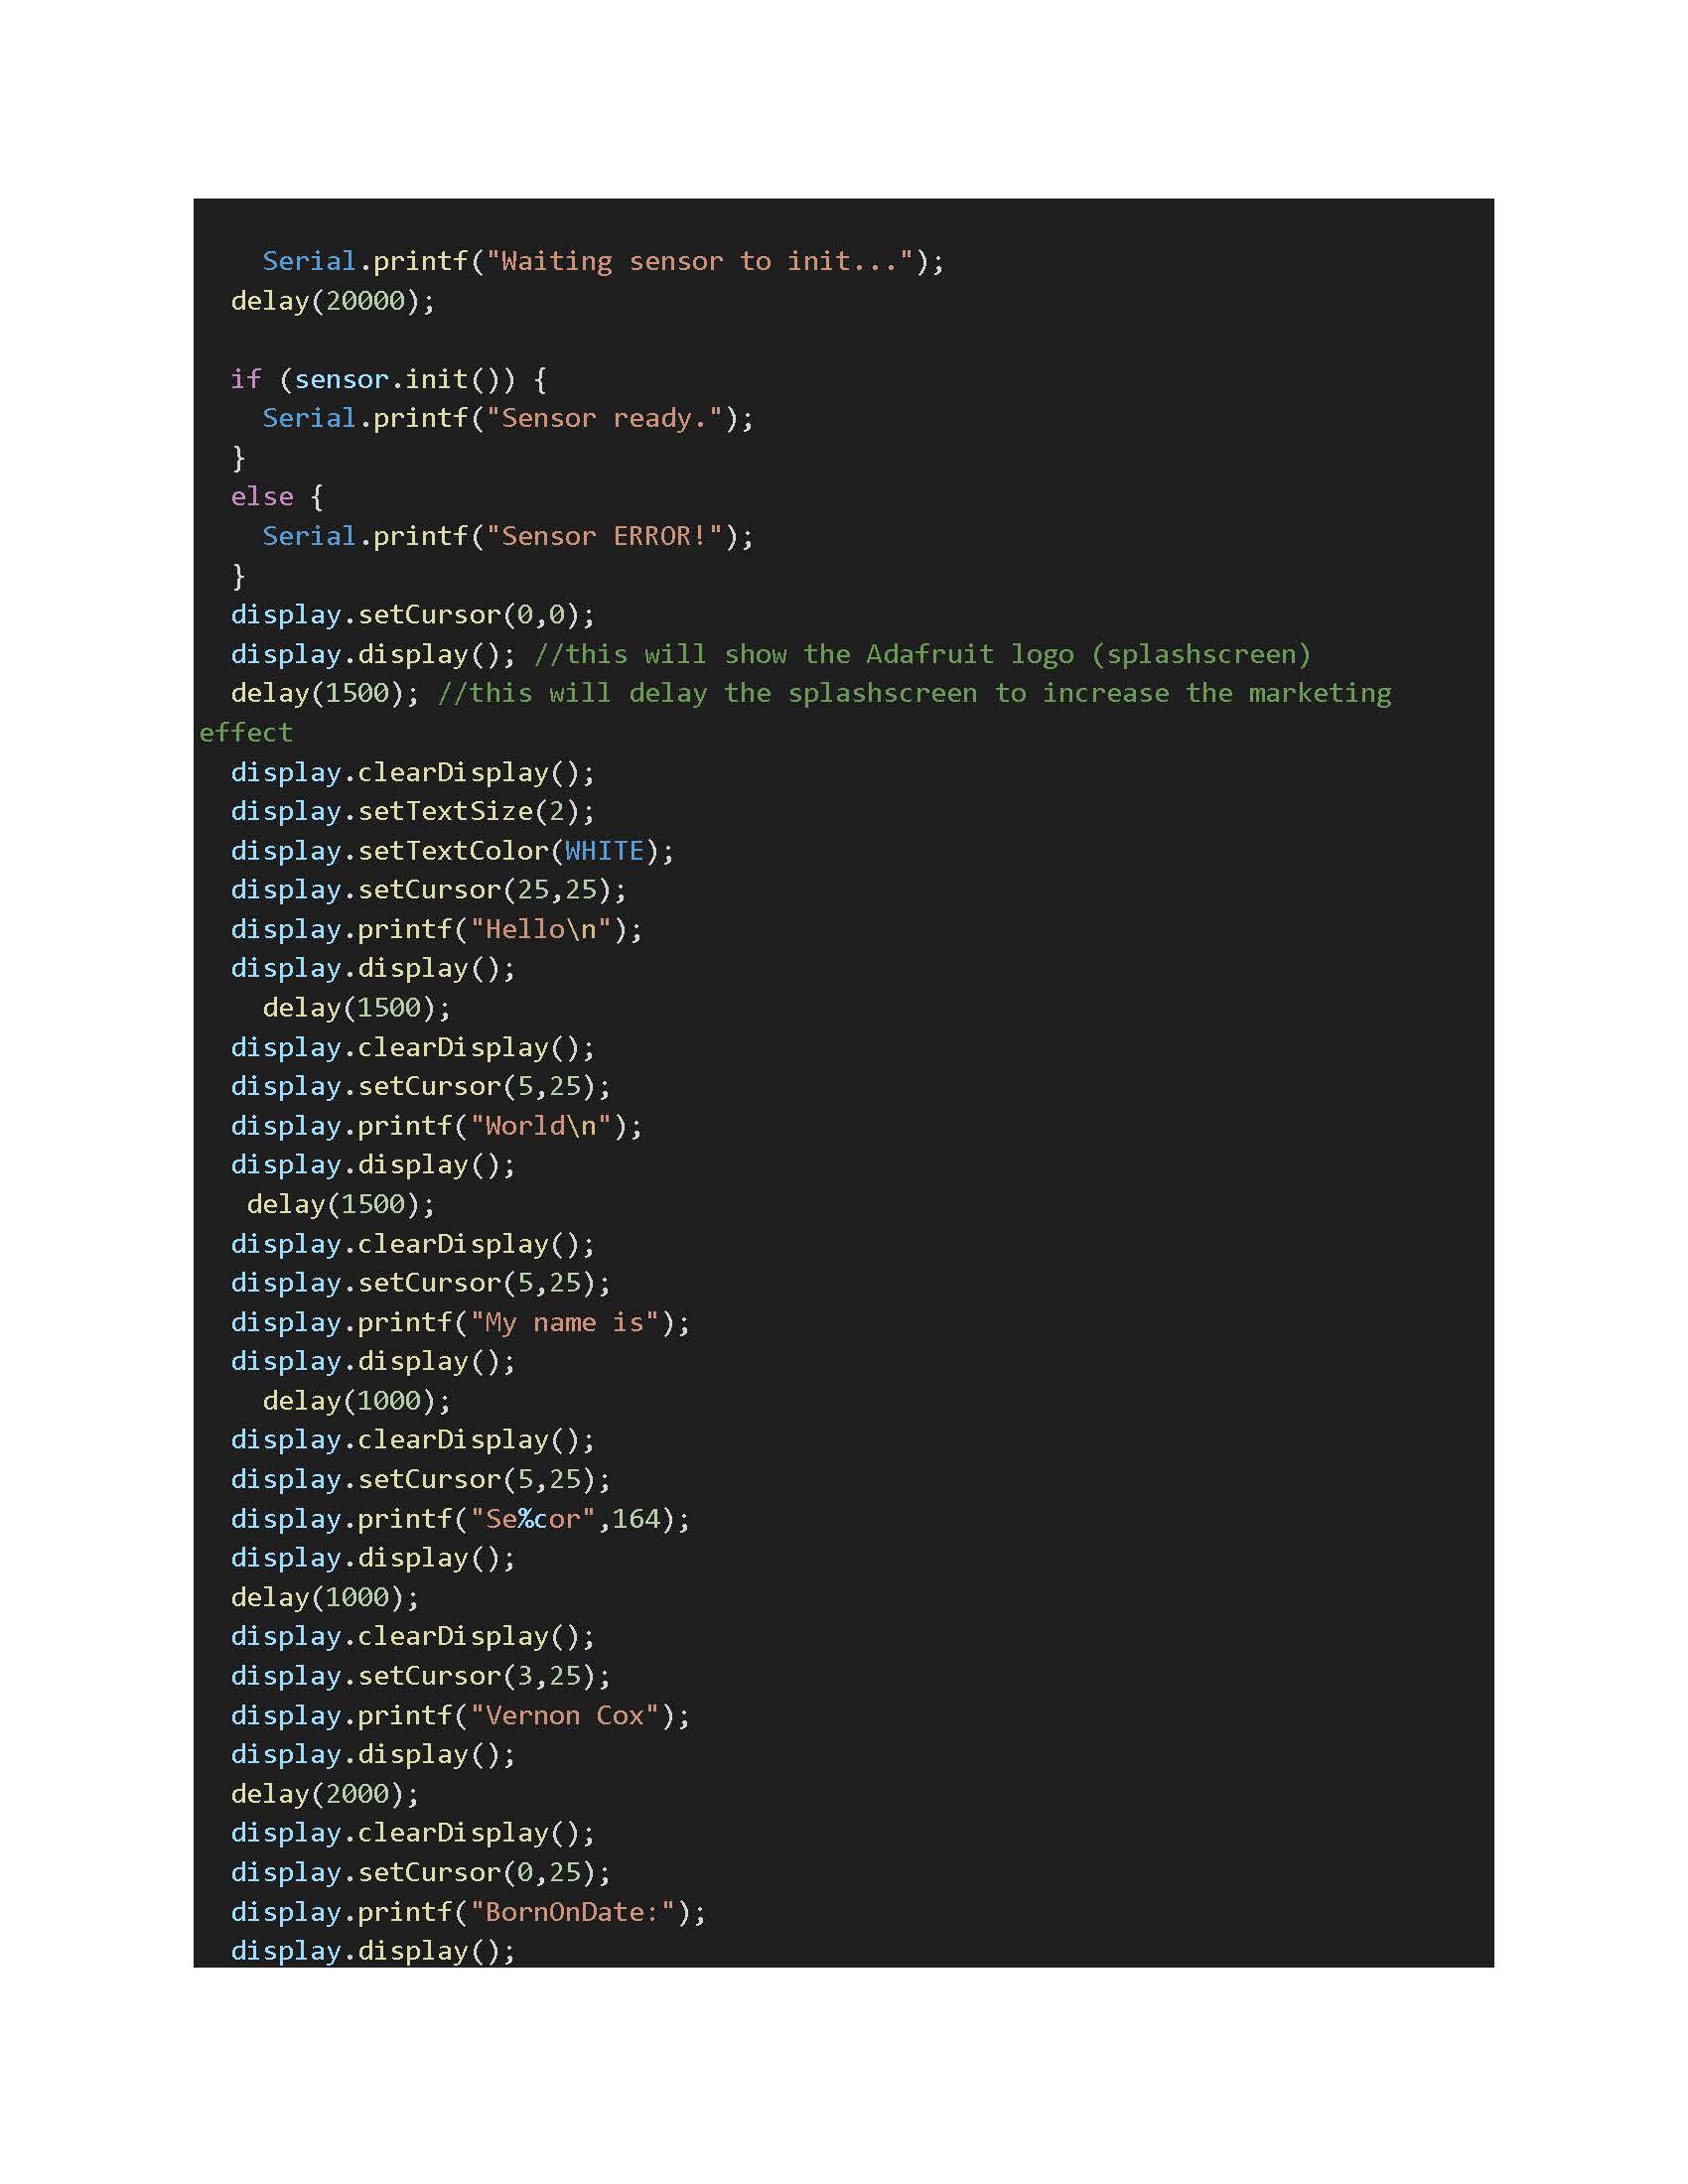 Serial.printf("Waiting sensor to init...");
  delay(20000);

  if (sensor.init()) {
    Serial.printf("Sensor ready.");
  }
  else {
    Serial.printf("Sensor ERROR!");
  }
  display.setCursor(0,0);
  display.display(); //this will show the Adafruit logo (splashscreen)
  delay(1500); //this will delay the splashscreen to increase the marketing
effect
  display.clearDisplay();
  display.setTextSize(2);
  display.setTextColor(WHITE);
  display.setCursor(25,25);
  display.printf("Hello\n");
  display.display();
    delay(1500);
  display.clearDisplay();
  display.setCursor(5,25);
  display.printf("World\n");
  display.display();
   delay(1500);
  display.clearDisplay();
  display.setCursor(5,25);
  display.printf("My name is");
  display.display();
    delay(1000);
  display.clearDisplay();
  display.setCursor(5,25);
  display.printf("Se%cor",164);
  display.display();
  delay(1000);
  display.clearDisplay();
  display.setCursor(3,25);
  display.printf("Vernon Cox");
  display.display();
  delay(2000);
  display.clearDisplay();
  display.setCursor(0,25);
  display.printf("BornOnDate:");
  display.display();